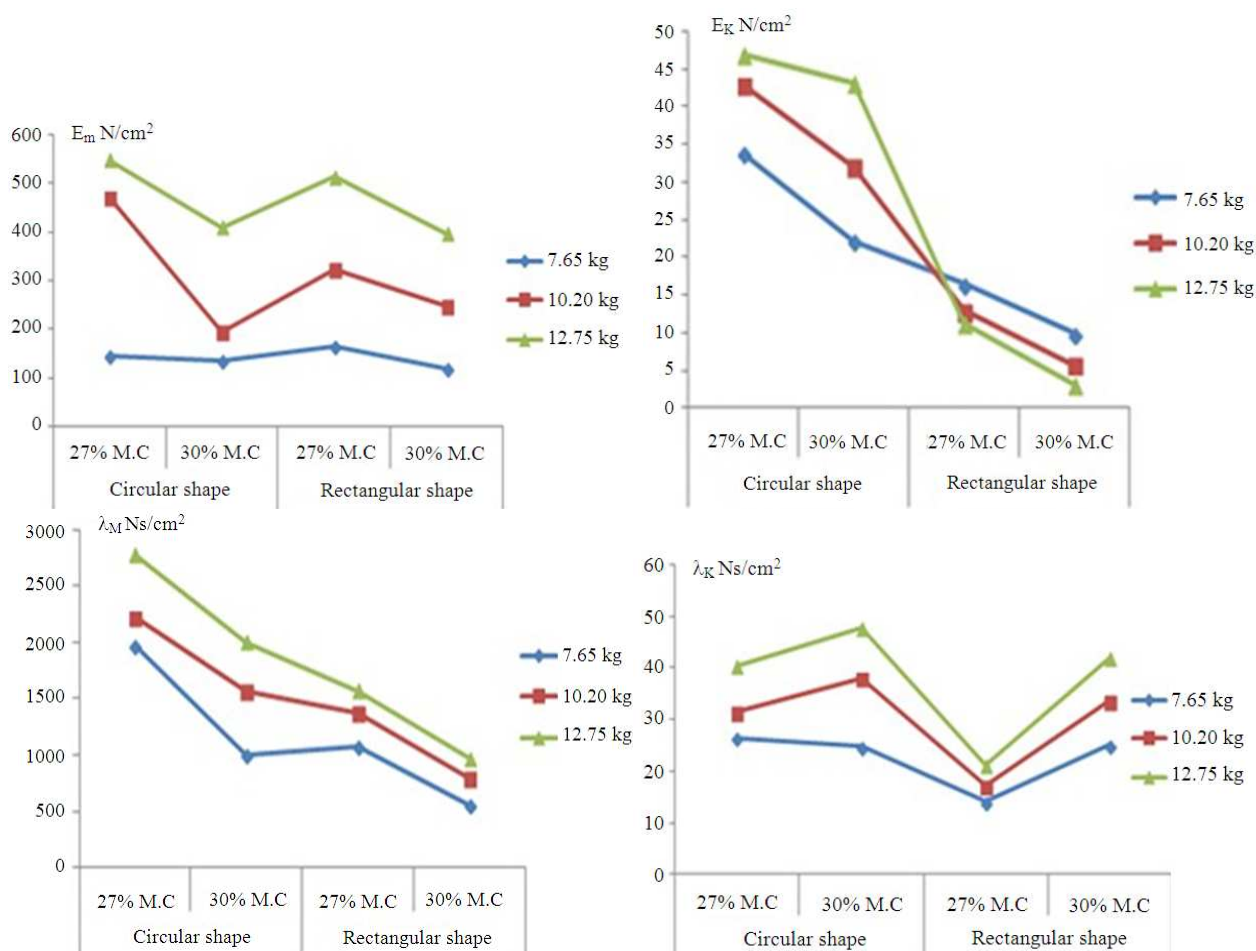 E_m N/cm²
600
500
400
300
200
100
0
27% M.C 30% M.C 27% M.C 30% M.C
Circular shape Rectangular shape
7.65 kg
10.20 kg
12.75 kg
E_K N/cm²
50
45
40
35
30
25
20
15
10
5
0
27% M.C 30% M.C 27% M.C 30% M.C
Circular shape Rectangular shape
7.65 kg
10.20 kg
12.75 kg
λ_M Ns/cm²
3000
2500
2000
1500
1000
500
0
27% M.C 30% M.C 27% M.C 30% M.C
Circular shape Rectangular shape
7.65 kg
10.20 kg
12.75 kg
λ_K Ns/cm²
60
50
40
30
20
10
0
27% M.C 30% M.C 27% M.C 30% M.C
Circular shape Rectangular shape
7.65 kg
10.20 kg
12.75 kg